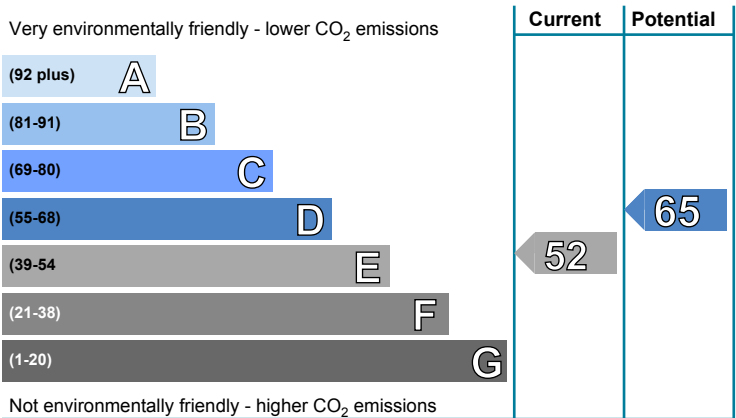 Very environmentally friendly - lower CO2 emissions
Current
Potential
(92 plus) A
(81-91) B
(69-80) C
(55-68) D
65
(39-54 E
52
(21-38) F
(1-20) G
Not environmentally friendly - higher CO2 emissions